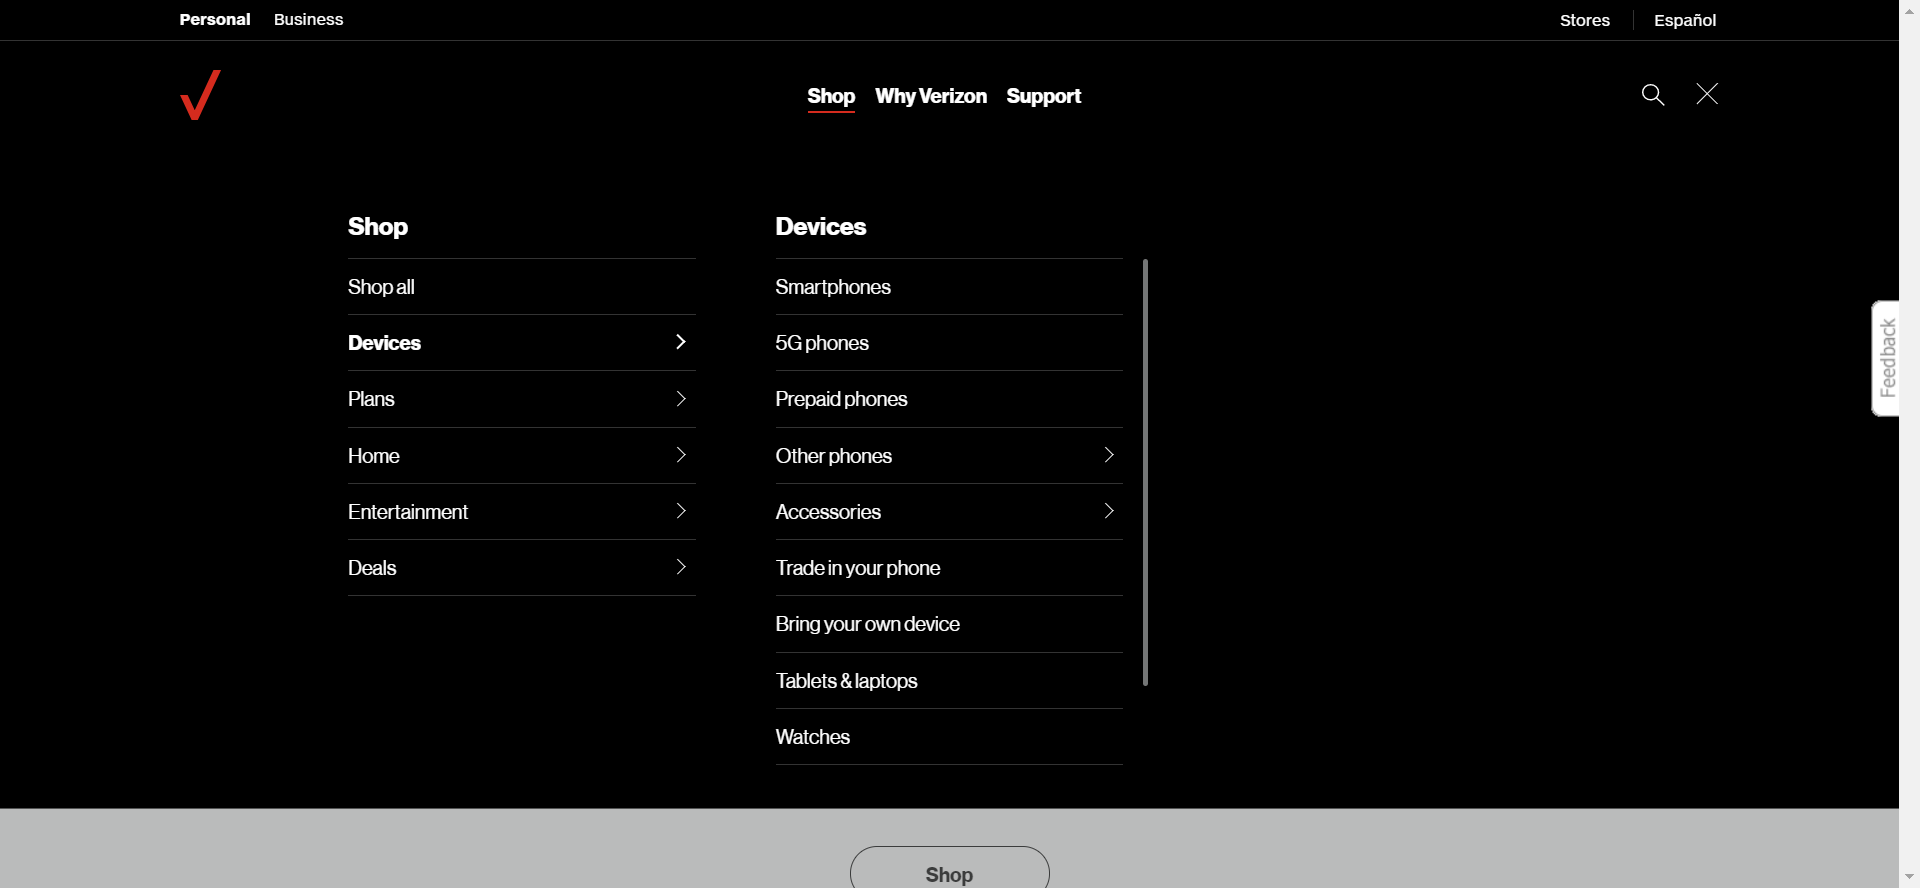 Personal Business
Stores Español
Shop Why Verizon Support
Shop
Shop all
Devices
Plans
Home
Entertainment
Deals
Devices
Smartphones
5G phones
Prepaid phones
Other phones
Accessories
Trade in your phone
Bring your own device
Tablets & laptops
Watches
Feedback
Shop